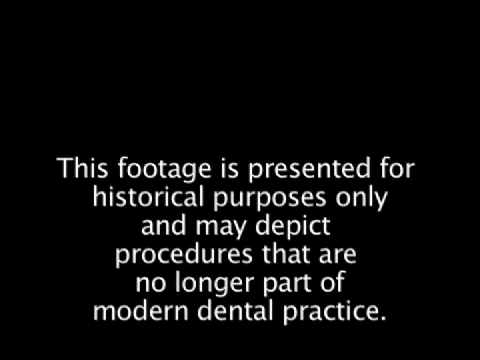 This footage is presented for
historical purposes only
and may depict
procedures that are
no longer part of
modern dental practice.